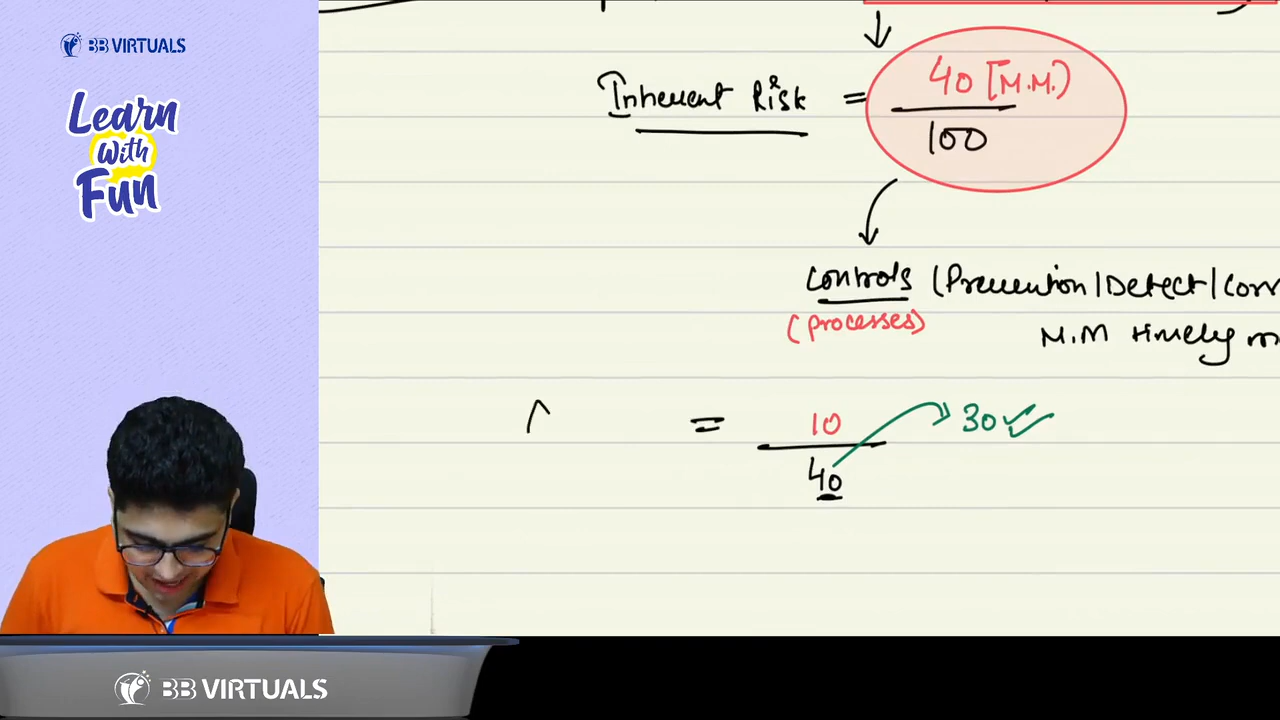 BB VIRTUALS
Learn
With
Fun
Inherent Risk = 40 [M.M.)
100
Controls (Prevention/Detect/Corr
(processes)
M.M timely
= 10
40
30
BB VIRTUALS